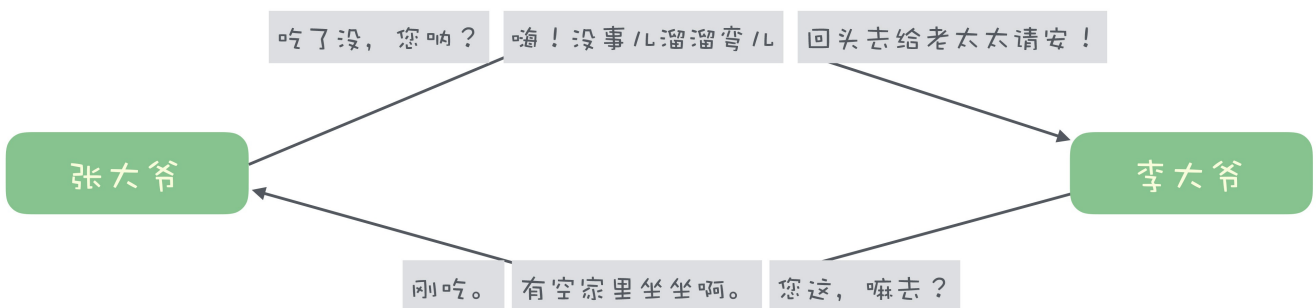 吃了没，您呐？ 嗨！没事儿溜溜弯儿 回头去给老太太请安！
张大爷 李大爷
刚吃。 有空家里坐坐啊。 您这，嘛去？